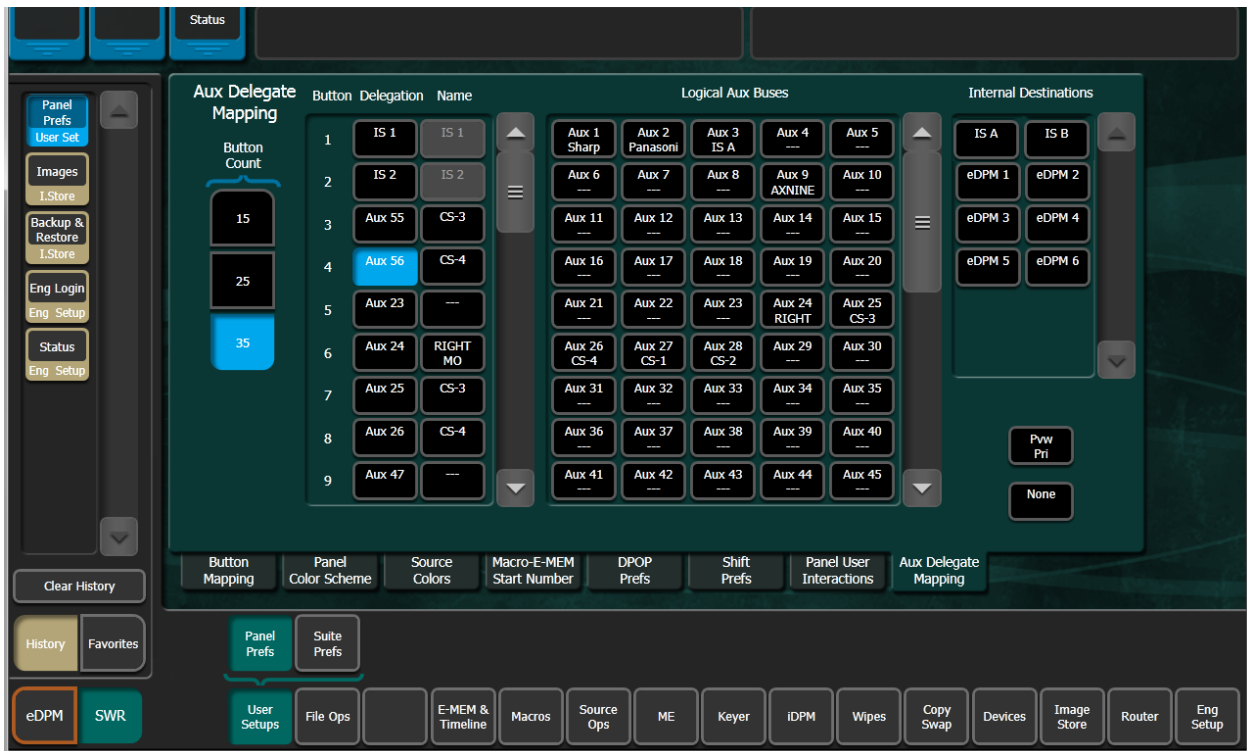 Status
Panel
Prefs
User Set
Images
I.Store
Backup &
Restore
I.Store
Eng Login
Eng Setup
Status
Eng Setup
Clear History
History Favorites
eDPM SWR
Aux Delegate
Mapping
Button
Count
15
25
35
Button Delegation Name
1 IS 1 IS 1
2 IS 2 IS 2
3 Aux 55 CS-3
4 Aux 56 CS-4
5 Aux 23 ---
6 Aux 24 RIGHT
MO
7 Aux 25 CS-3
8 Aux 26 CS-4
9 Aux 47 ---
Logical Aux Buses
Aux 1 Aux 2 Aux 3 Aux 4 Aux 5
Sharp Panasoni IS A --- ---
Aux 6 Aux 7 Aux 8 Aux 9 Aux 10
--- --- --- AXNINE ---
Aux 11 Aux 12 Aux 13 Aux 14 Aux 15
--- --- --- --- ---
Aux 16 Aux 17 Aux 18 Aux 19 Aux 20
--- --- --- --- ---
Aux 21 Aux 22 Aux 23 Aux 24 Aux 25
--- --- --- RIGHT CS-3
Aux 26 Aux 27 Aux 28 Aux 29 Aux 30
CS-4 CS-1 CS-2 --- ---
Aux 31 Aux 32 Aux 33 Aux 34 Aux 35
--- --- --- --- ---
Aux 36 Aux 37 Aux 38 Aux 39 Aux 40
--- --- --- --- ---
Aux 41 Aux 42 Aux 43 Aux 44 Aux 45
--- --- --- --- ---
Internal Destinations
IS A IS B
eDPM 1 eDPM 2
eDPM 3 eDPM 4
eDPM 5 eDPM 6
Pvw
Pri
None
Button Panel Source Macro-E-MEM DPOP Shift Panel User Aux Delegate
Mapping Color Scheme Colors Start Number Prefs Prefs Interactions Mapping
Panel Suite
Prefs Prefs
User
Setups
File Ops
E-MEM &
Timeline
Macros
Source
Ops
ME
Keyer
iDPM
Wipes
Copy
Swap
Devices
Image
Store
Router
Eng
Setup